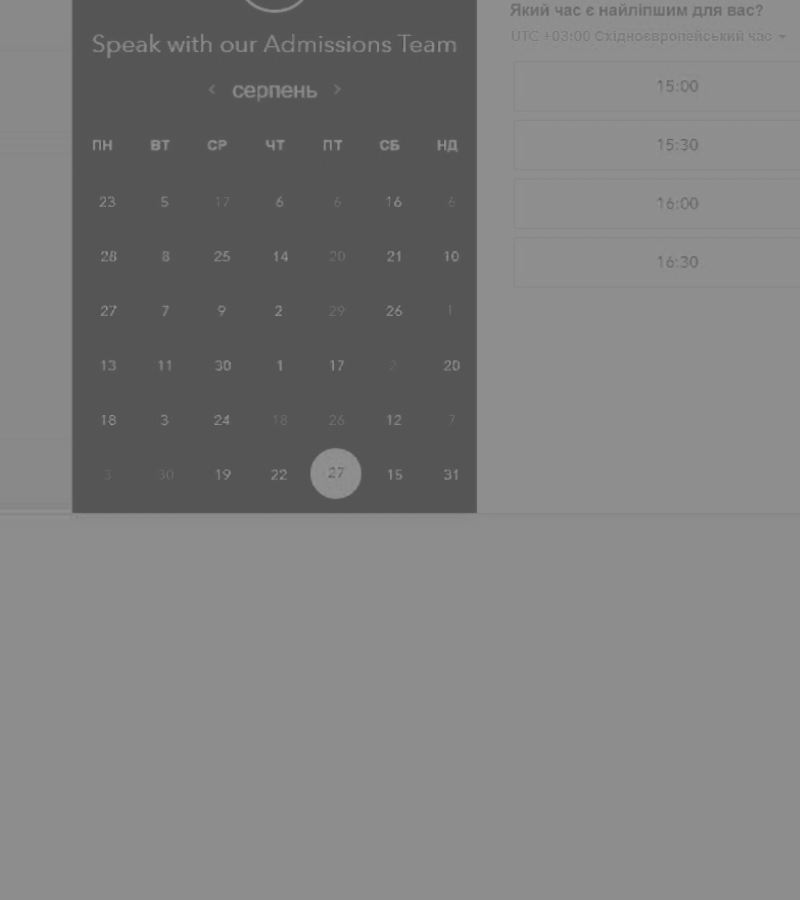 Speak with our Admissions Team
серпень
ПН ВТ СР ЧТ ПТ СБ НД
23 5 17 6 6 16 6
28 8 25 14 20 21 10
27 7 9 2 29 26 1
13 11 30 1 17 2 20
18 3 24 18 26 12 7
3 30 19 22 27 15 31
Який час є найліпшим для вас?
UTC +03:00 Східноєвропейський час
15:00
15:30
16:00
16:30